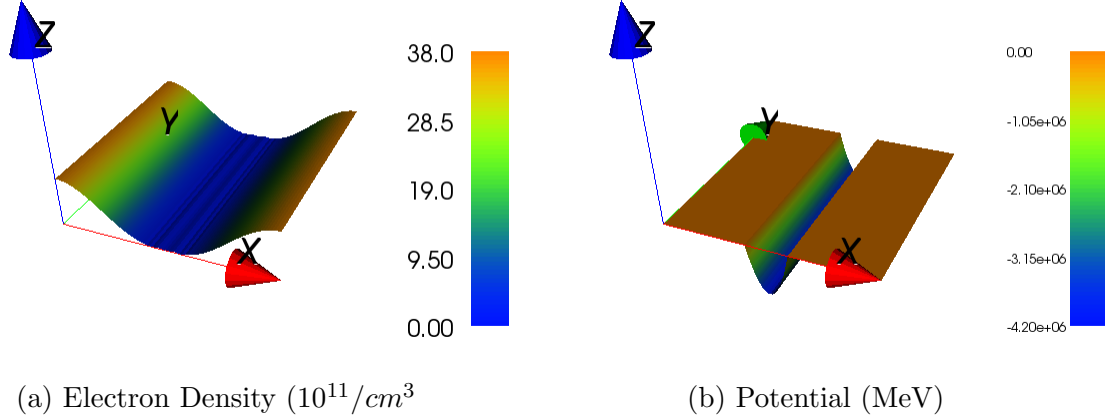 Z
Y
X
38.0
28.5
19.0
9.50
0.00
(a) Electron Density (10^{11}/cm^3
Z
Y
X
0.00
-1.05e+06
-2.10e+06
-3.15e+06
-4.20e+06
(b) Potential (MeV)